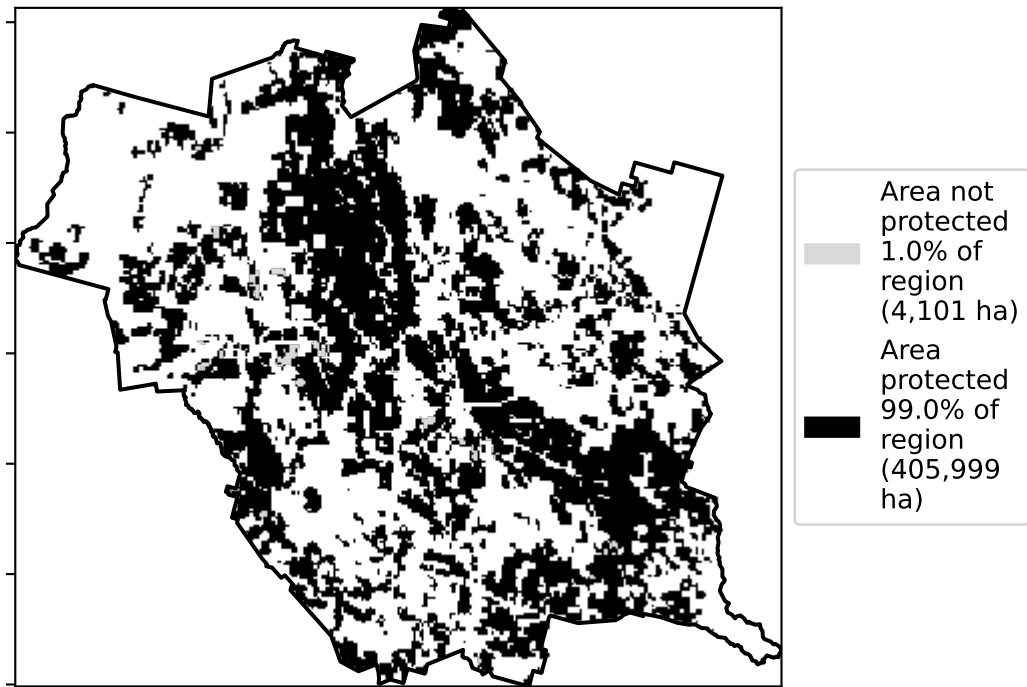 Area not
protected
1.0% of
region
(4,101 ha)
Area
protected
99.0% of
region
(405,999
ha)